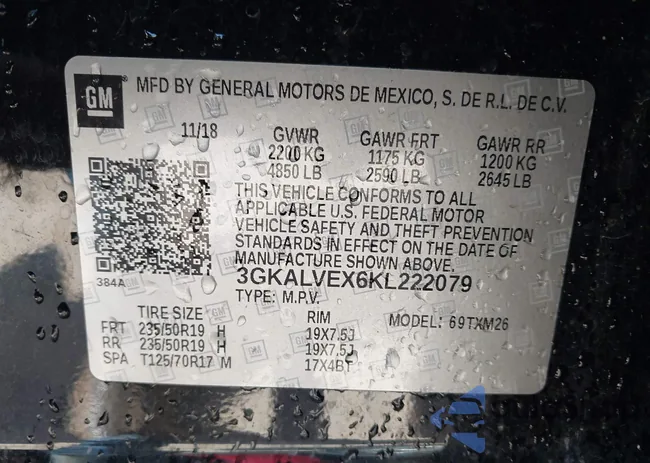 GM
MFD BY GENERAL MOTORS DE MEXICO, S. DE R.L. DE C.V.
11/18 GVWR GAWR FRT GAWR RR
2200 KG 1175 KG 1200 KG
4850 LB 2590 LB 2645 LB
THIS VEHICLE CONFORMS TO ALL
APPLICABLE U.S. FEDERAL MOTOR
VEHICLE SAFETY AND THEFT PREVENTION
STANDARDS IN EFFECT ON THE DATE OF
MANUFACTURE SHOWN ABOVE.
384A 3GKALVEX6KL222079
TYPE: M.P.V.
TIRE SIZE RIM MODEL: 69TXM26
FRT 235/50R19 H 19X7.5J
RR 235/50R19 H 19X7.5J
SPA T125/70R17 M 17X4BT